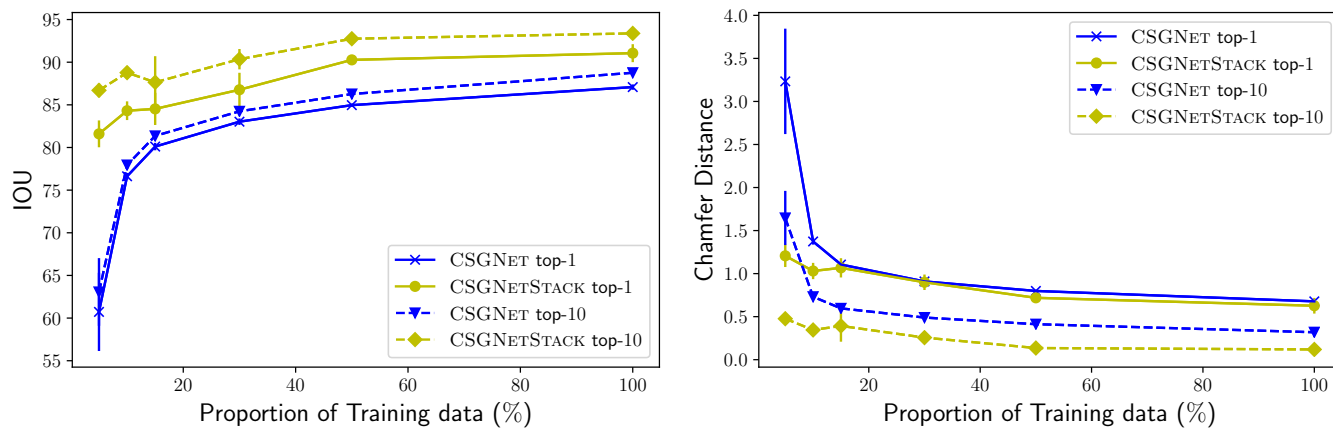 95
90
85
80
75
70
65
60
55
IOU
20
40
60
80
100
Proportion of Training data (%)
CSGNET top-1
CSGNETSTACK top-1
CSGNET top-10
CSGNETSTACK top-10
4.0
3.5
3.0
2.5
2.0
1.5
1.0
0.5
0.0
Chamfer Distance
20
40
60
80
100
Proportion of Training data (%)
CSGNET top-1
CSGNETSTACK top-1
CSGNET top-10
CSGNETSTACK top-10